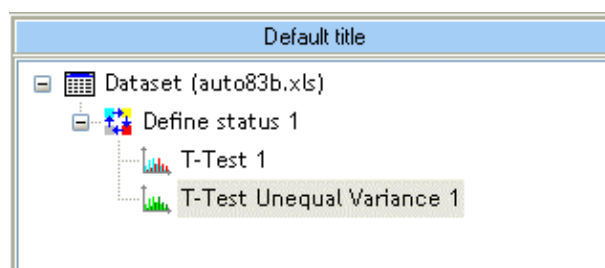 Default title
Dataset (auto83b.xls)
Define status 1
T-Test 1
T-Test Unequal Variance 1